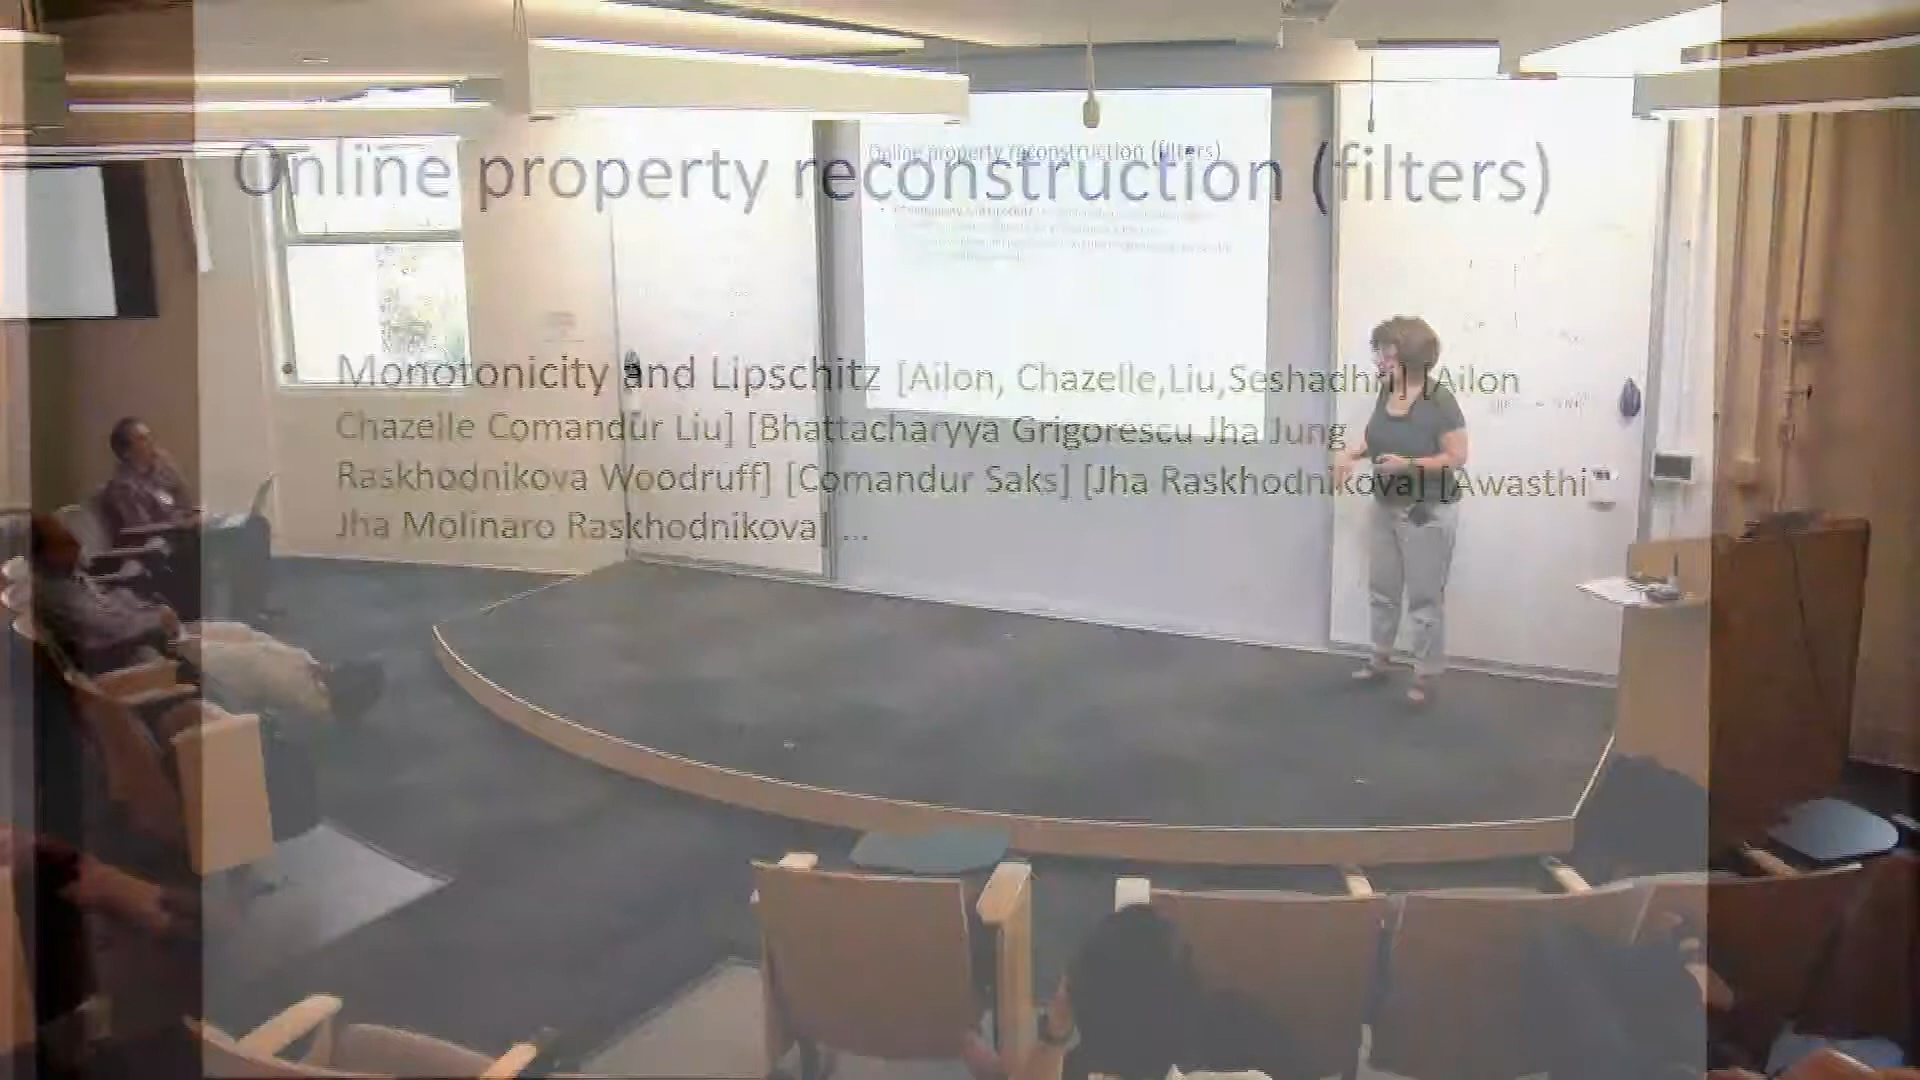 Online property reconstruction (filters)
Online property reconstruction (filters)
• Monotonicity and Lipschitz [Ailon, Chazelle,Liu,Seshadhri] [Ailon
Chazelle Comandur Liu] [Bhattacharyya Grigorescu Jha Jung
Raskhodnikova Woodruff] [Comandur Saks] [Jha Raskhodnikova] [Awasthi
Jha Molinaro Raskhodnikova] ...